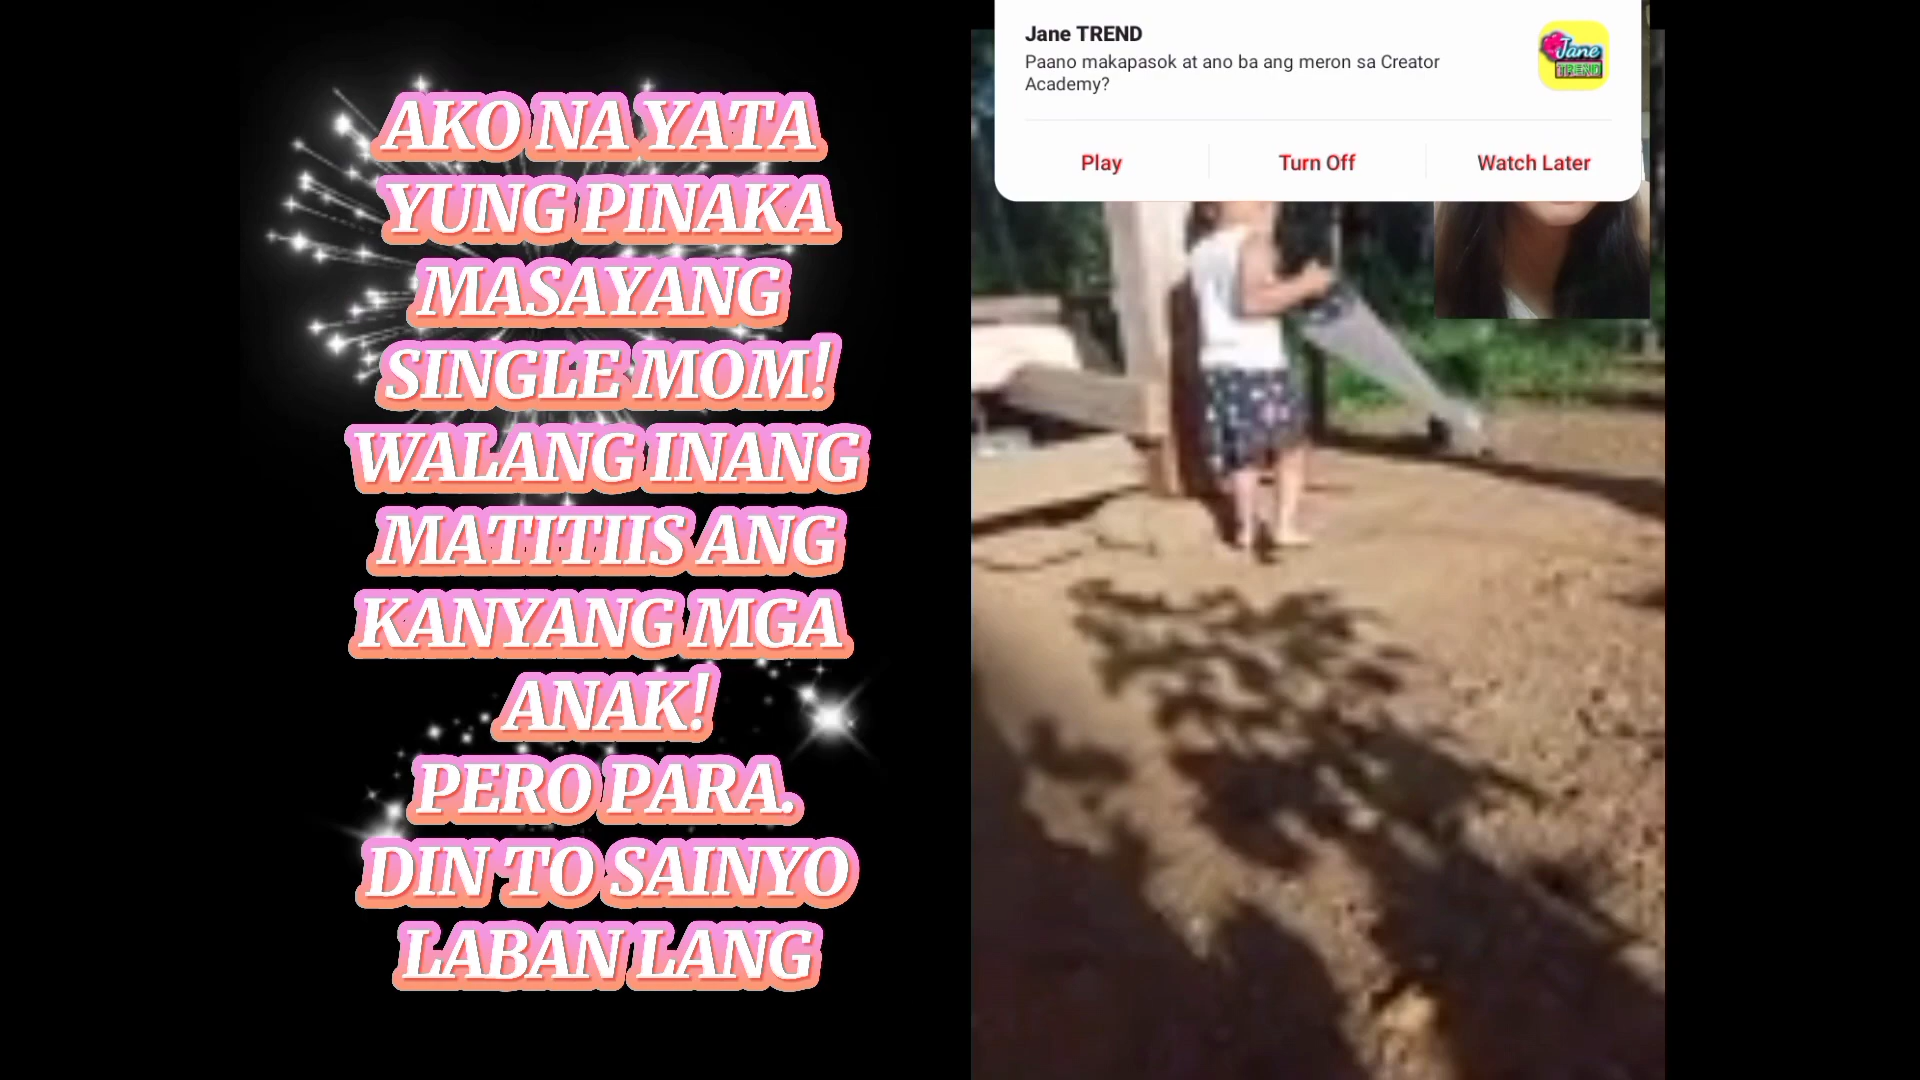 AKO NA YATA
YUNG PINAKA
MASAYANG
SINGLE MOM!
WALANG INANG
MATITIIS ANG
KANYANG MGA
ANAK!
PERO PARA.
DIN TO SAINYO
LABAN LANG
Jane TREND
Paano makapasok at ano ba ang meron sa Creator
Academy?
Jane
TREND
Play
Turn Off
Watch Later